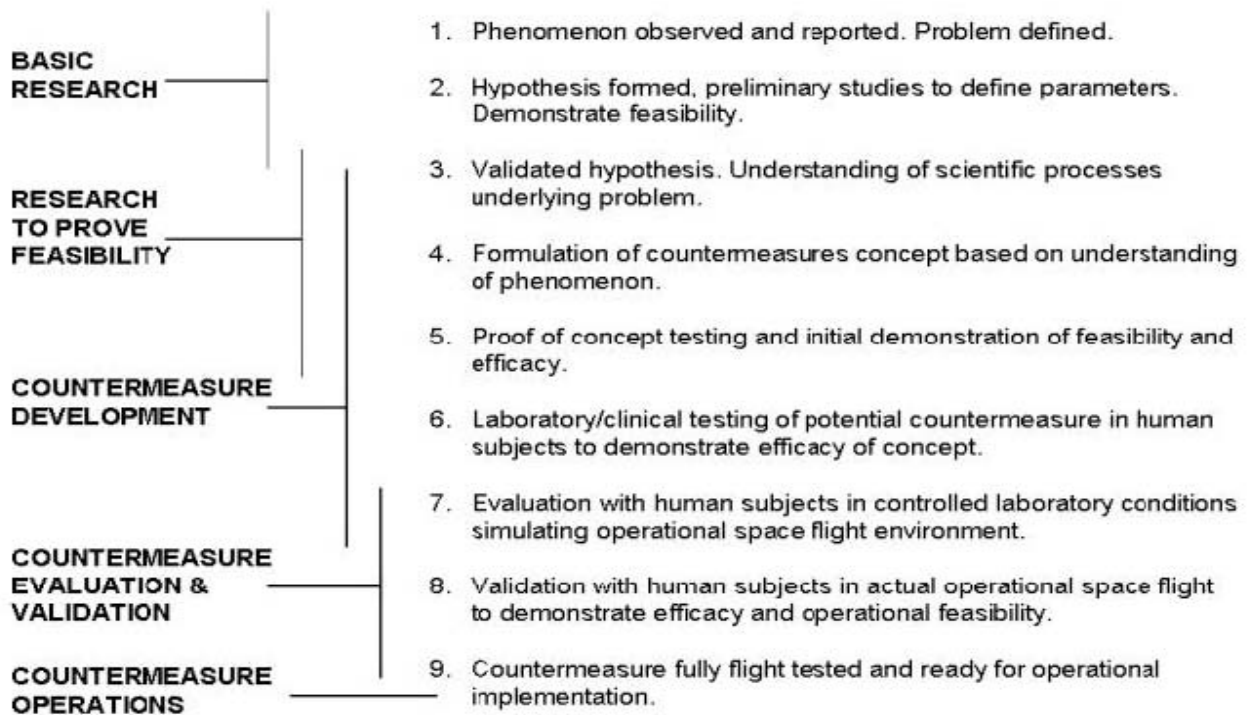 BASIC
RESEARCH
RESEARCH
TO PROVE
FEASIBILITY
COUNTERMEASURE
DEVELOPMENT
COUNTERMEASURE
EVALUATION &
VALIDATION
COUNTERMEASURE
OPERATIONS
1. Phenomenon observed and reported. Problem defined.
2. Hypothesis formed, preliminary studies to define parameters.
Demonstrate feasibility.
3. Validated hypothesis. Understanding of scientific processes
underlying problem.
4. Formulation of countermeasures concept based on understanding
of phenomenon.
5. Proof of concept testing and initial demonstration of feasibility and
efficacy.
6. Laboratory/clinical testing of potential countermeasure in human
subjects to demonstrate efficacy of concept.
7. Evaluation with human subjects in controlled laboratory conditions
simulating operational space flight environment.
8. Validation with human subjects in actual operational space flight
to demonstrate efficacy and operational feasibility.
9. Countermeasure fully flight tested and ready for operational
implementation.